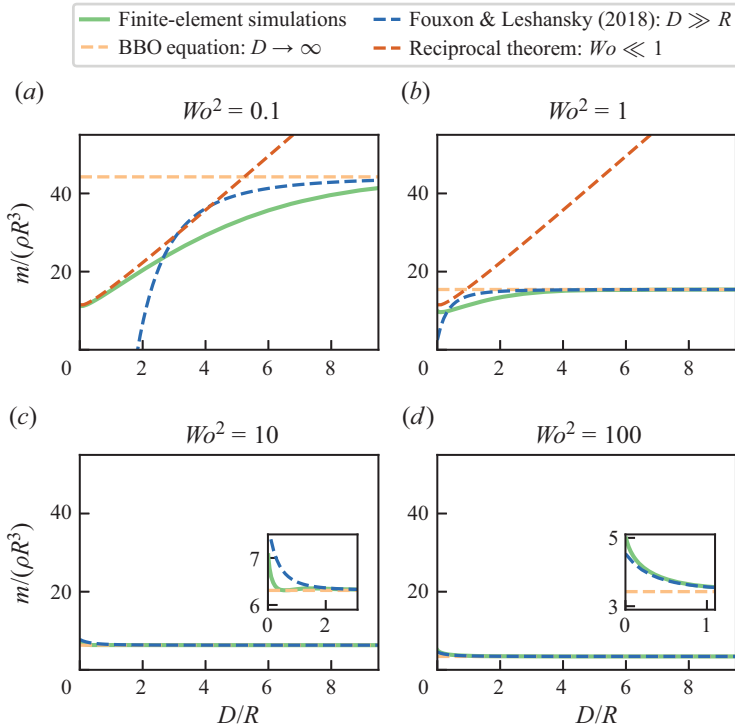 Finite-element simulations
Fouxon & Leshansky (2018): D ≫ R
BBO equation: D → ∞
Reciprocal theorem: Wo ≪ 1
(a)
Wo² = 0.1
(b)
Wo² = 1
m/(ρR³)
40
20
0
2
4
6
8
40
20
0
2
4
6
8
(c)
Wo² = 10
(d)
Wo² = 100
m/(ρR³)
40
20
0
2
4
6
8
7
6
0
2
D/R
40
20
0
2
4
6
8
5
3
0
1
D/R